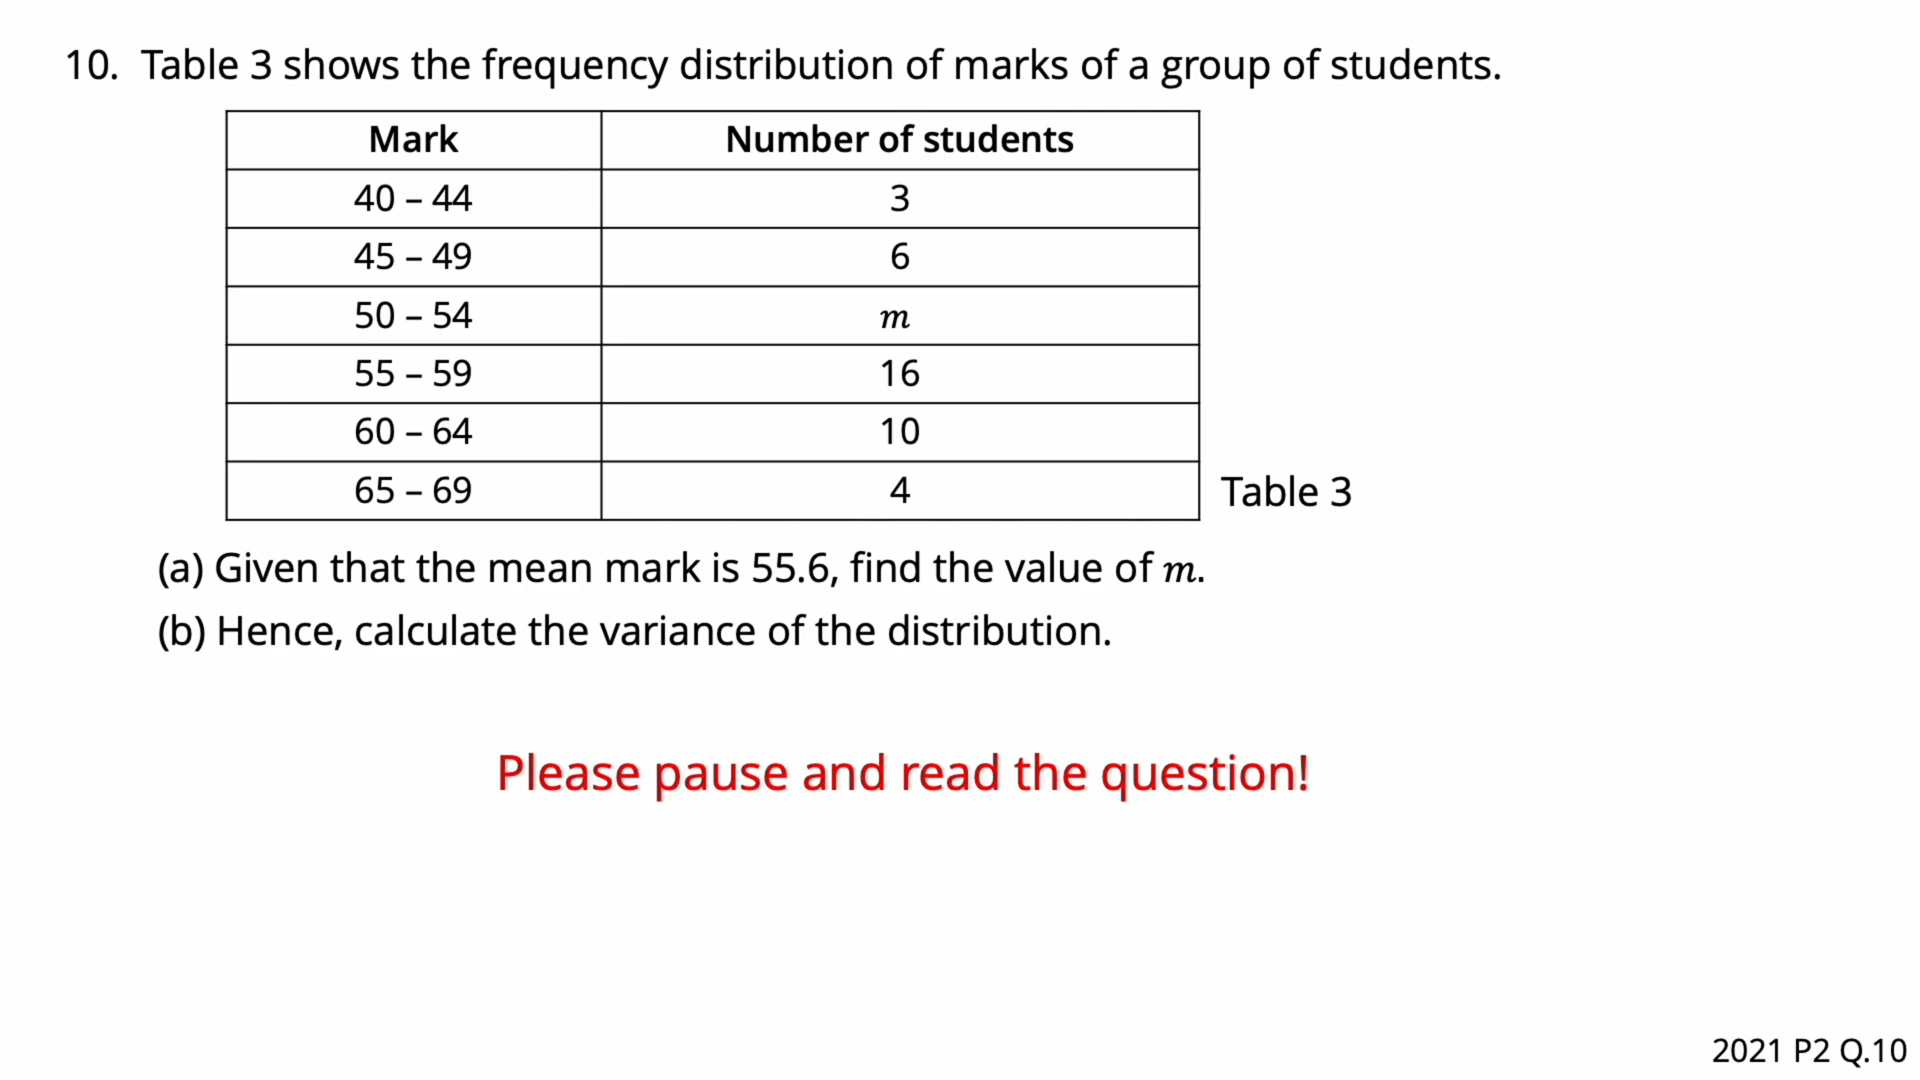 10. Table 3 shows the frequency distribution of marks of a group of students.
Mark Number of students
40 – 44 3
45 – 49 6
50 – 54 m
55 – 59 16
60 – 64 10
65 – 69 4
Table 3
(a) Given that the mean mark is 55.6, find the value of m.
(b) Hence, calculate the variance of the distribution.
Please pause and read the question!
2021 P2 Q.10